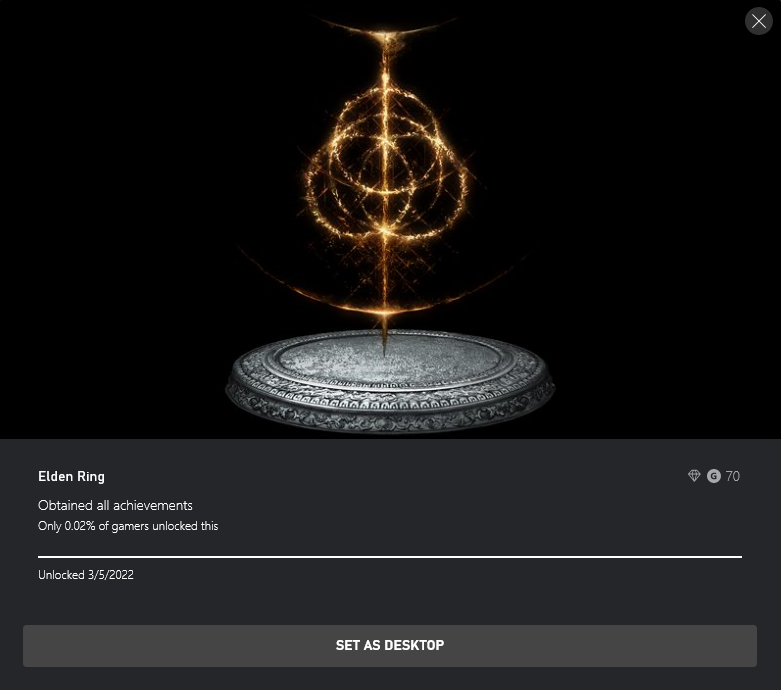 Elden Ring
G 70
Obtained all achievements
Only 0.02% of gamers unlocked this
Unlocked 3/5/2022
SET AS DESKTOP